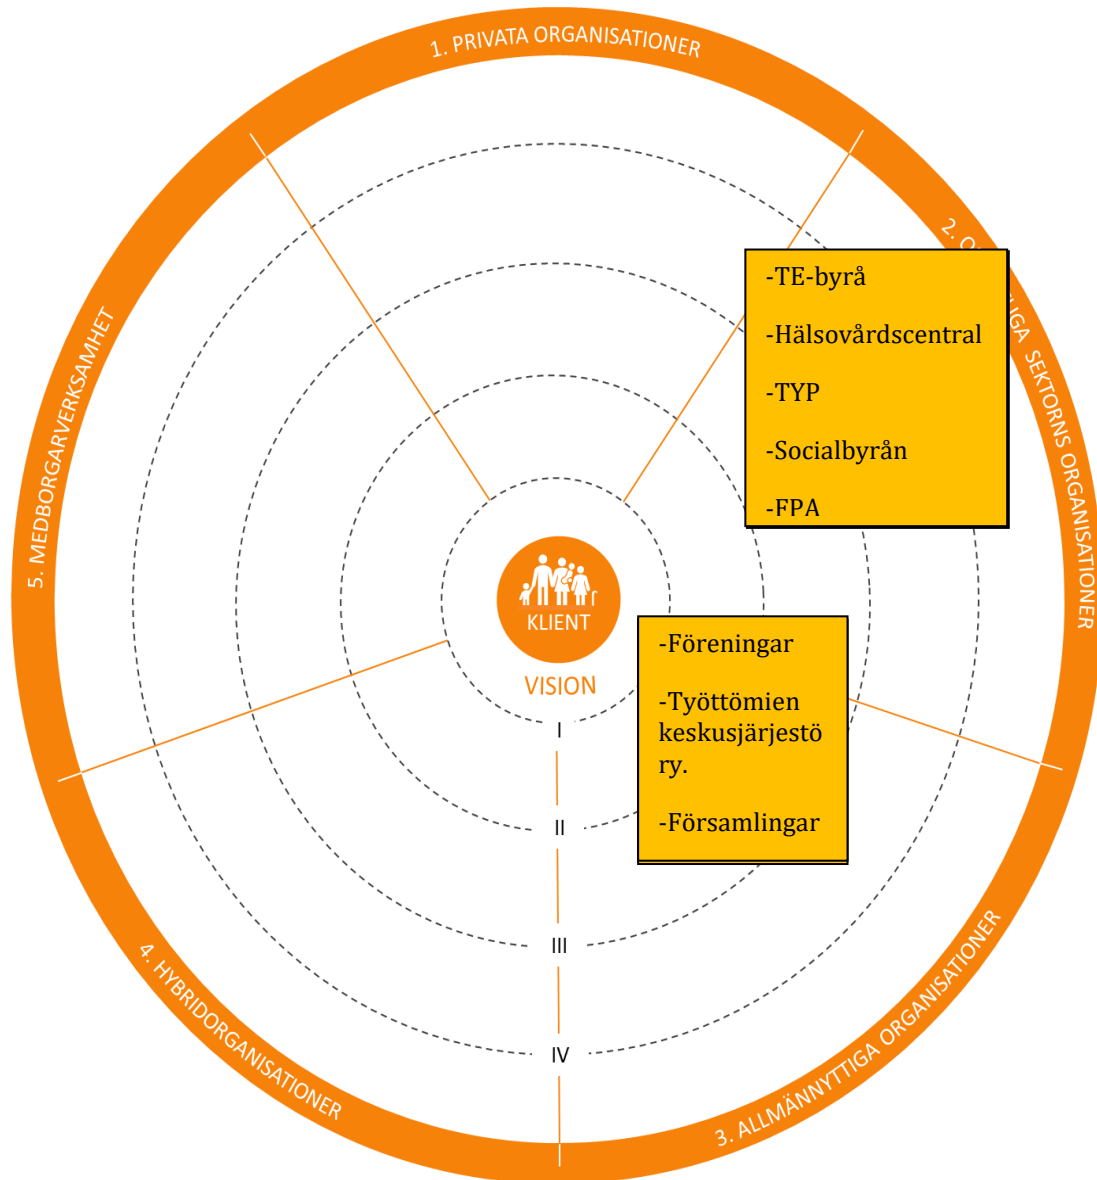 1. PRIVATA ORGANISATIONER
2. 
SEKTORNS ORGANISATIONER
-TE-byrå
-Hälsovårdscentral
-TYP
-Socialbyrån
-FPA
5. MEDBORGARVERKSAMHET
KLIENT
VISION
-Föreningar
-Työttömien
keskusjärjestö
ry.
-Församlingar
I
II
III
IV
4. HYBRIDORGANISATIONER
3. ALLMÄNNYTTIGA ORGANISATIONER